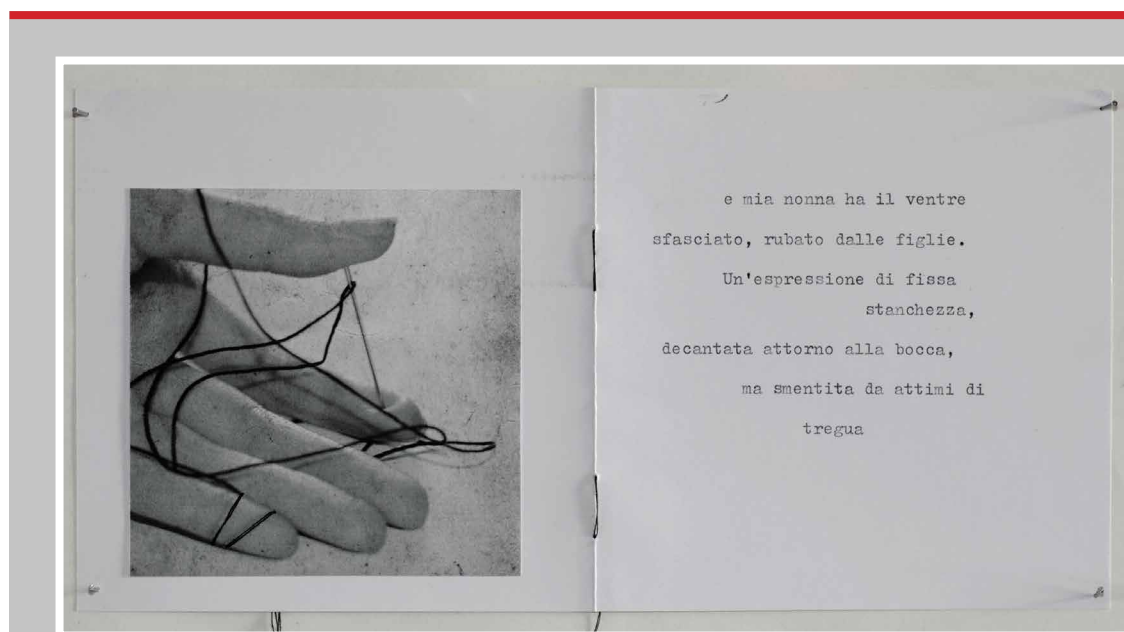 e mia nonna ha il ventre
sfasciato, rubato dalle figlie.
Un'espressione di fissa
stanchezza,
decantata attorno alla bocca,
ma smentita da attimi di
tregua